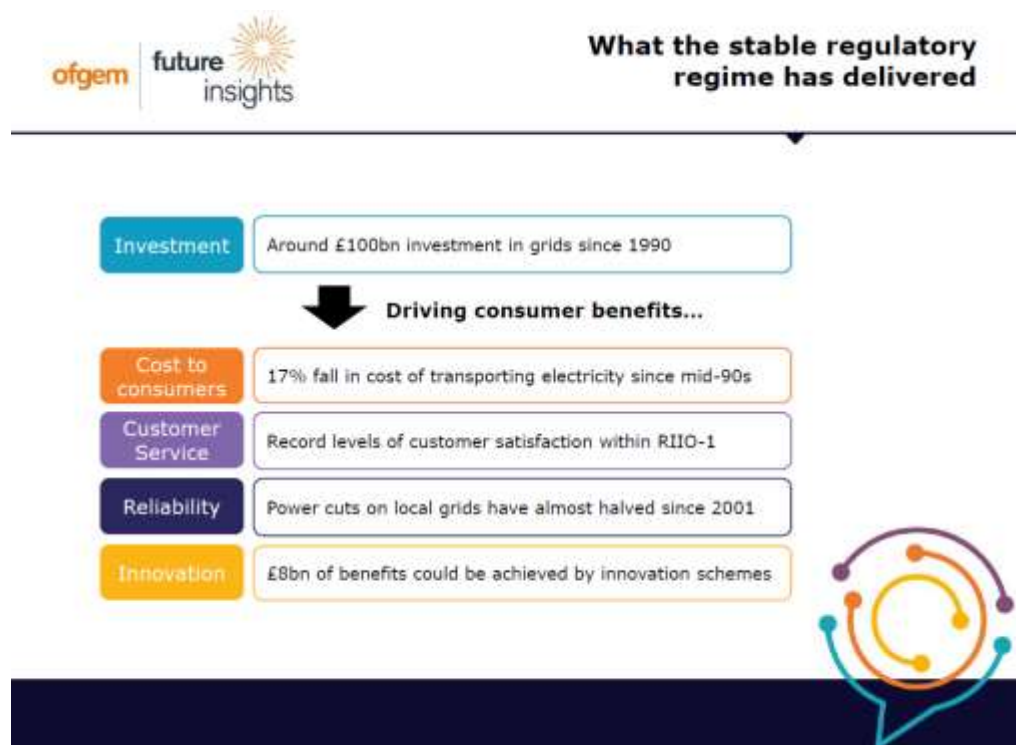 ofgem
future
insights
What the stable regulatory
regime has delivered
Investment
Around £100bn investment in grids since 1990
Driving consumer benefits...
Cost to
consumers
17% fall in cost of transporting electricity since mid-90s
Customer
Service
Record levels of customer satisfaction within RIIO-1
Reliability
Power cuts on local grids have almost halved since 2001
Innovation
£8bn of benefits could be achieved by innovation schemes